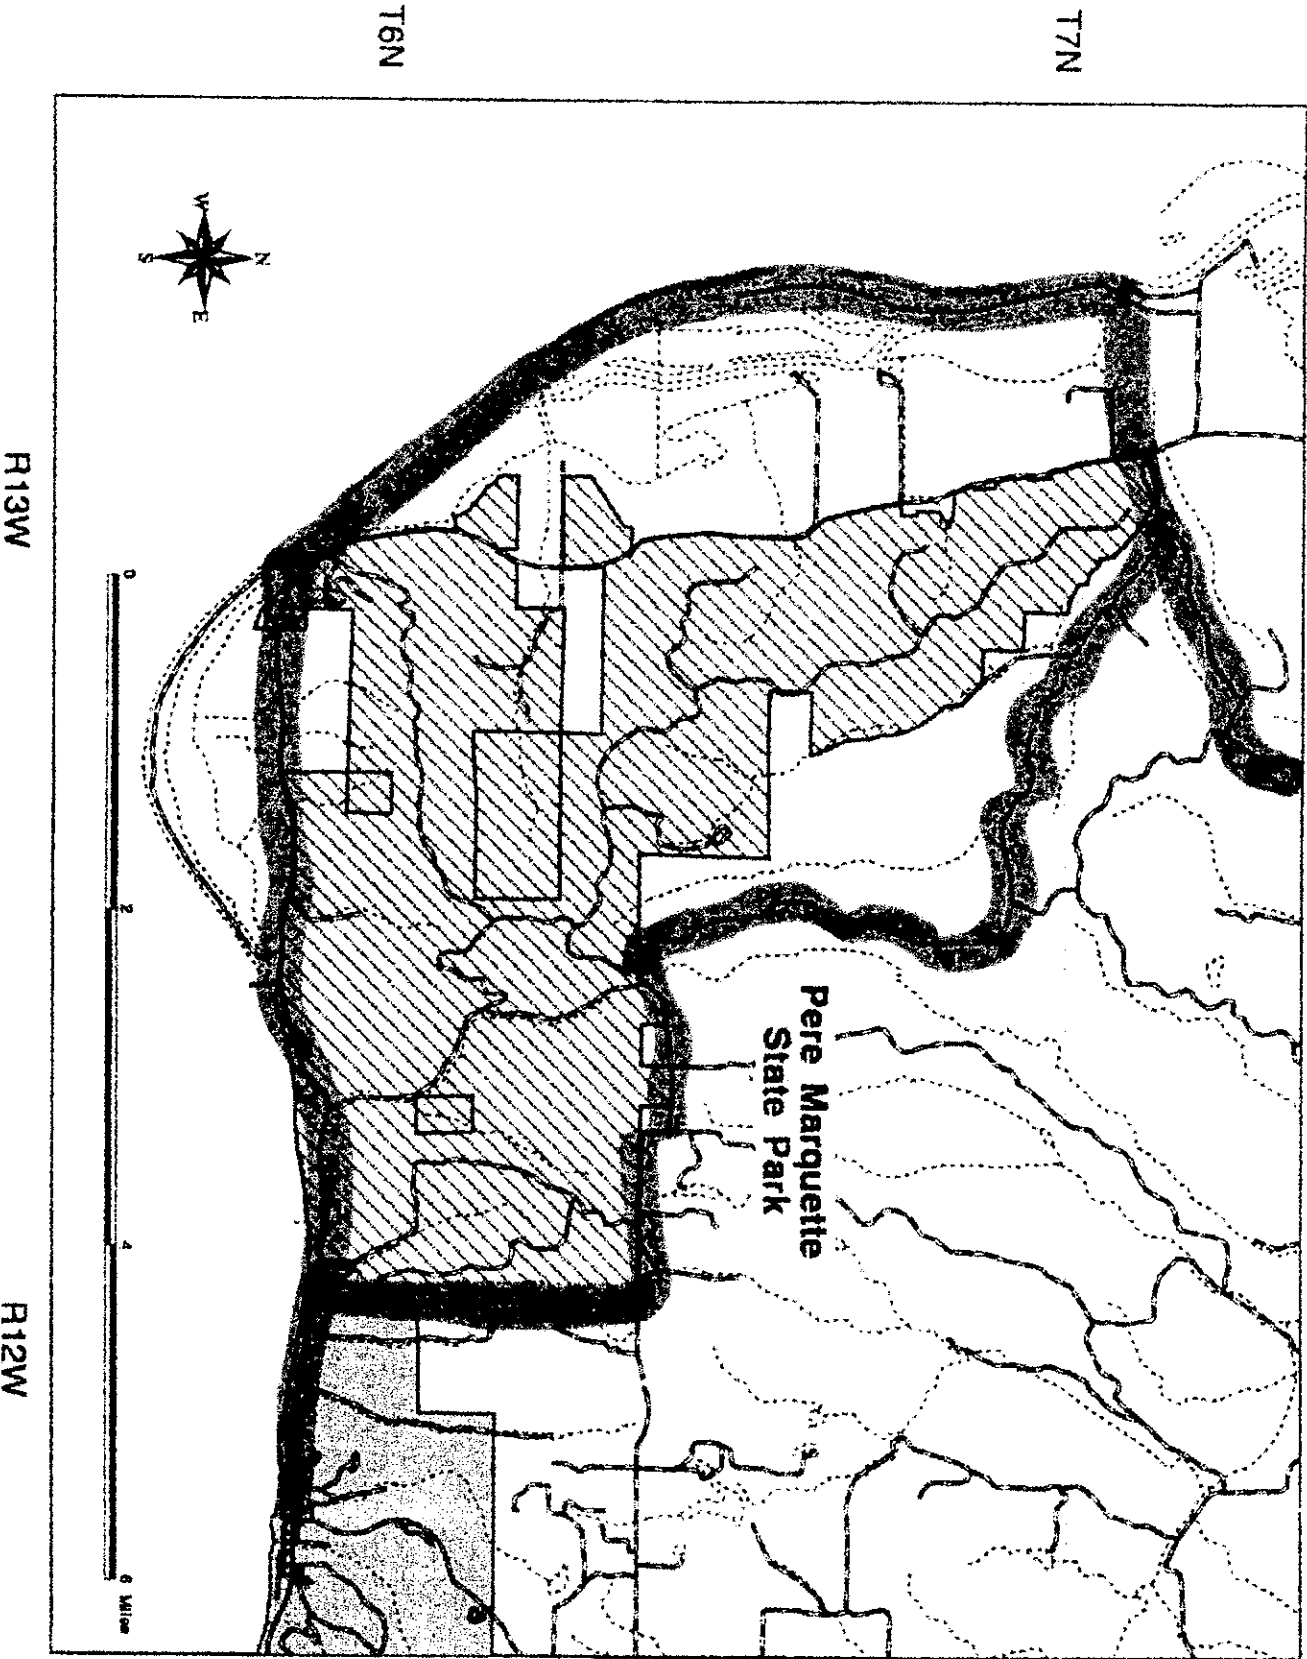 T6N
T7N
N
W
E
S
Pere Marquette
State Park
0
2
4
6 Miles
R13W
R12W